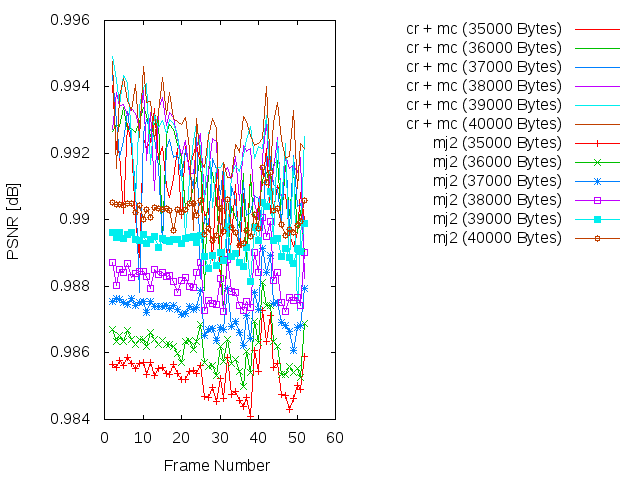 0.996
0.994
0.992
0.99
0.988
0.986
0.984
PSNR [dB]
0 10 20 30 40 50 60
Frame Number
cr + mc (35000 Bytes)
cr + mc (36000 Bytes)
cr + mc (37000 Bytes)
cr + mc (38000 Bytes)
cr + mc (39000 Bytes)
cr + mc (40000 Bytes)
mj2 (35000 Bytes)
mj2 (36000 Bytes)
mj2 (37000 Bytes)
mj2 (38000 Bytes)
mj2 (39000 Bytes)
mj2 (40000 Bytes)